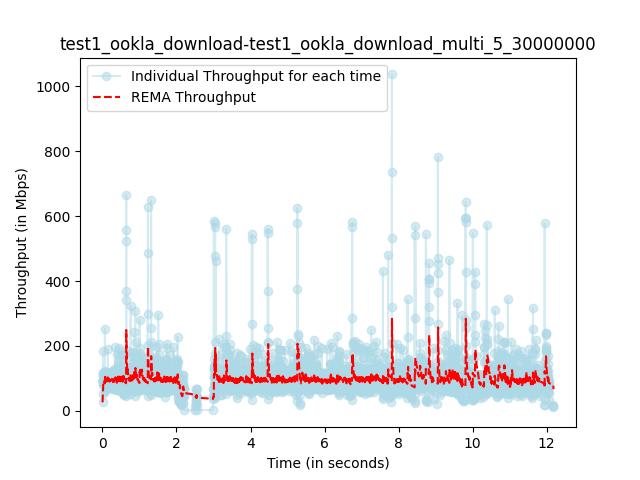 test1_ookla_download-test1_ookla_download_multi_5_30000000
Individual Throughput for each time
REMA Throughput
Throughput (in Mbps)
1000
800
600
400
200
0
0 2 4 6 8 10 12
Time (in seconds)